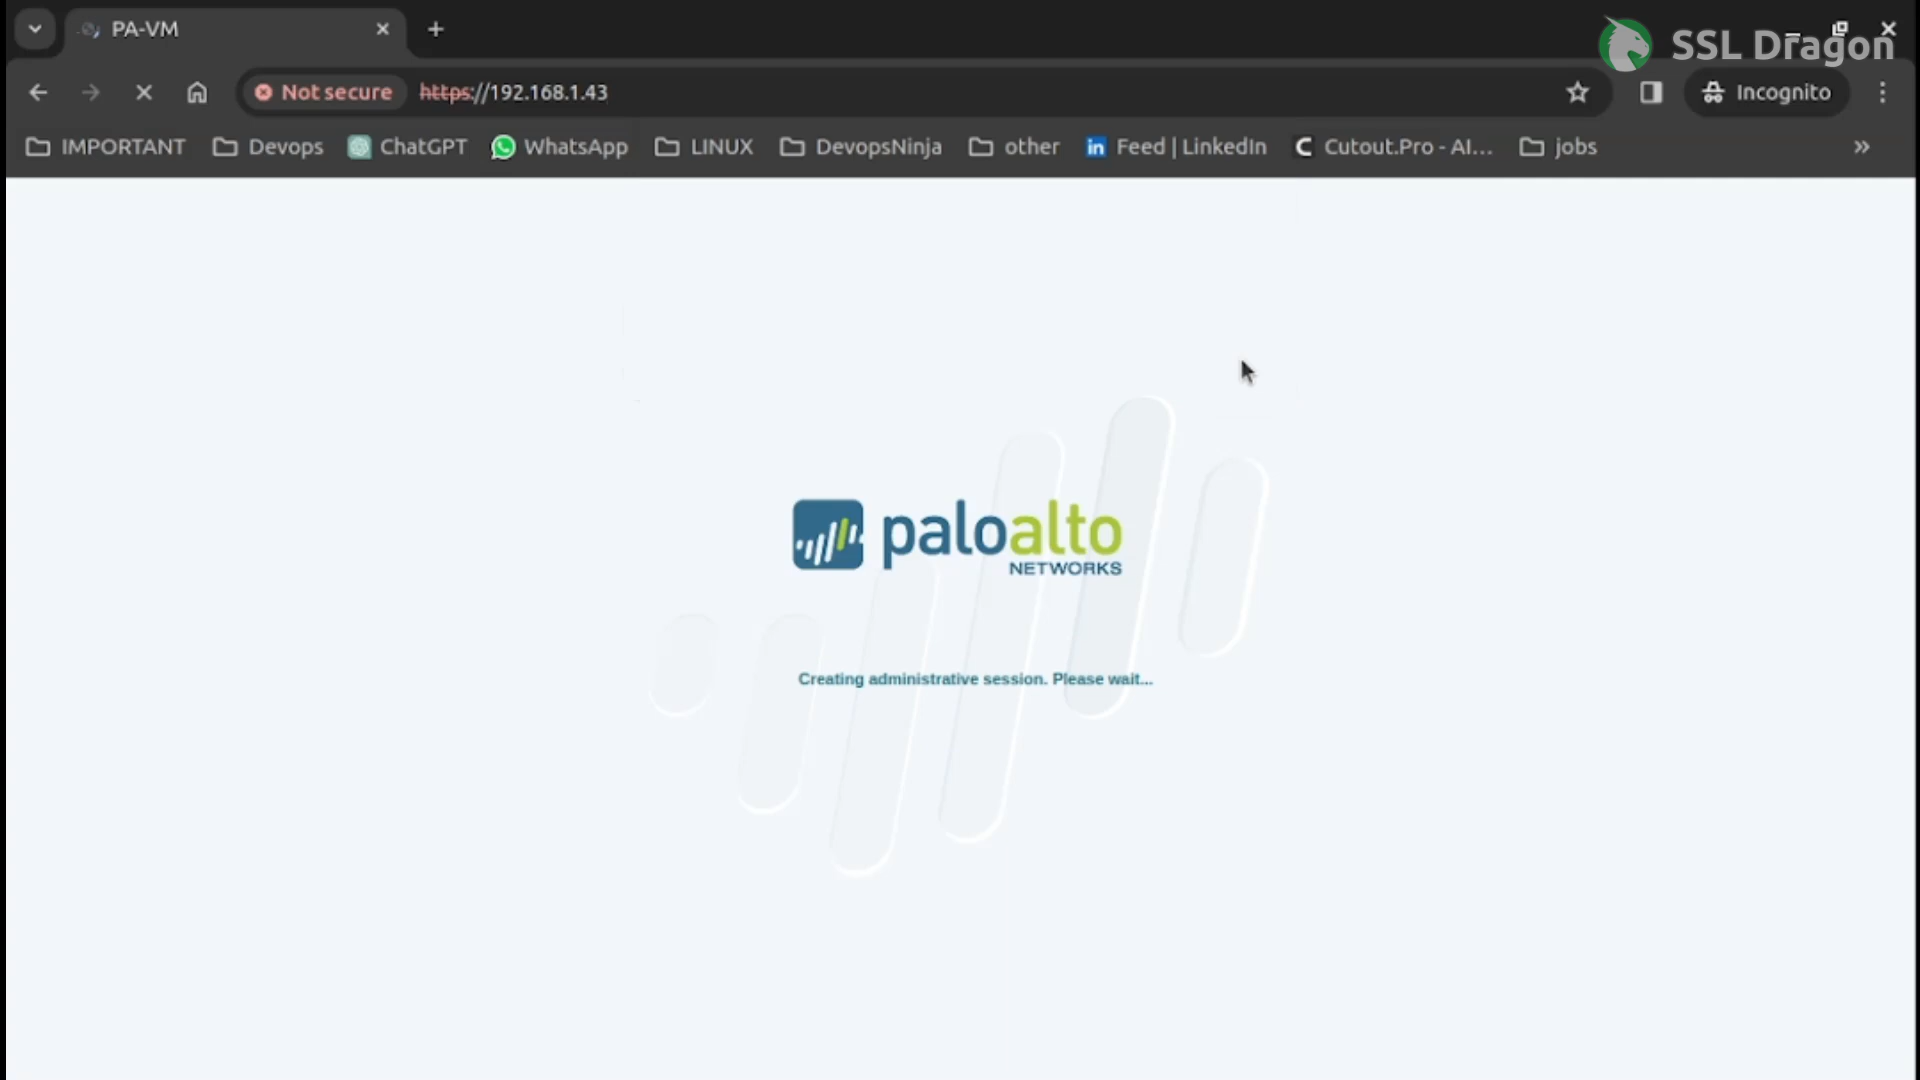 PA-VM
SSL Dragon
Not secure https://192.168.1.43 Incognito
IMPORTANT Devops ChatGPT WhatsApp LINUX DevopsNinja other Feed | LinkedIn Cutout.Pro - AI... jobs
paloalto
NETWORKS
Creating administrative session. Please wait...